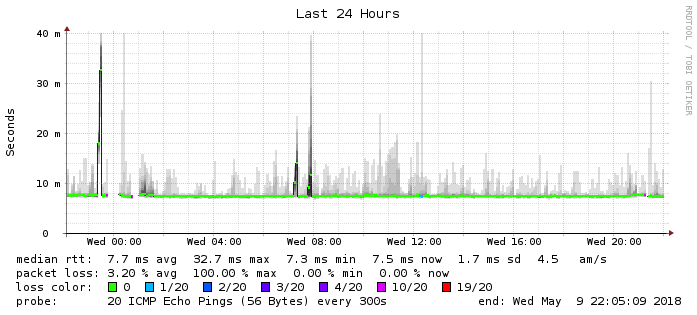 Last 24 Hours
RRDTOOL / TOBI OETIKER
Seconds
40 m
30 m
20 m
10 m
0
Wed 00:00 Wed 04:00 Wed 08:00 Wed 12:00 Wed 16:00 Wed 20:00
median rtt: 7.7 ms avg 32.7 ms max 7.3 ms min 7.5 ms now 1.7 ms sd 4.5 am/s
packet loss: 3.20 % avg 100.00 % max 0.00 % min 0.00 % now
loss color: 0 1/20 2/20 3/20 4/20 10/20 19/20
probe: 20 ICMP Echo Pings (56 Bytes) every 300s end: Wed May 9 22:05:09 2018